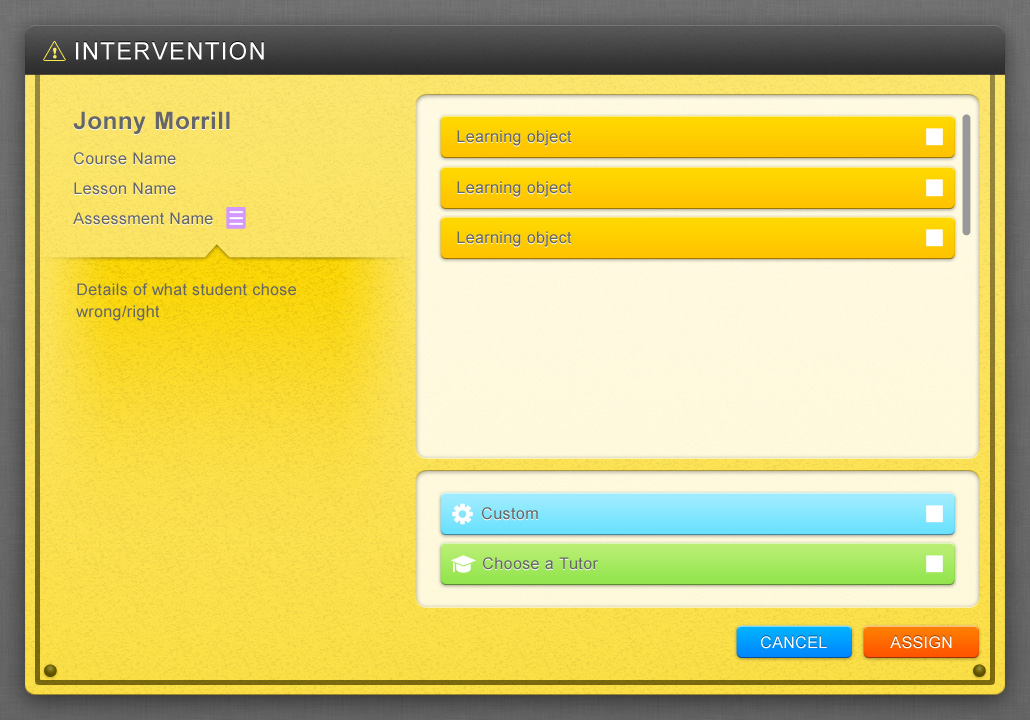 INTERVENTION
Jonny Morrill
Course Name
Lesson Name
Assessment Name
Details of what student chose
wrong/right
Learning object
Learning object
Learning object
Custom
Choose a Tutor
CANCEL
ASSIGN